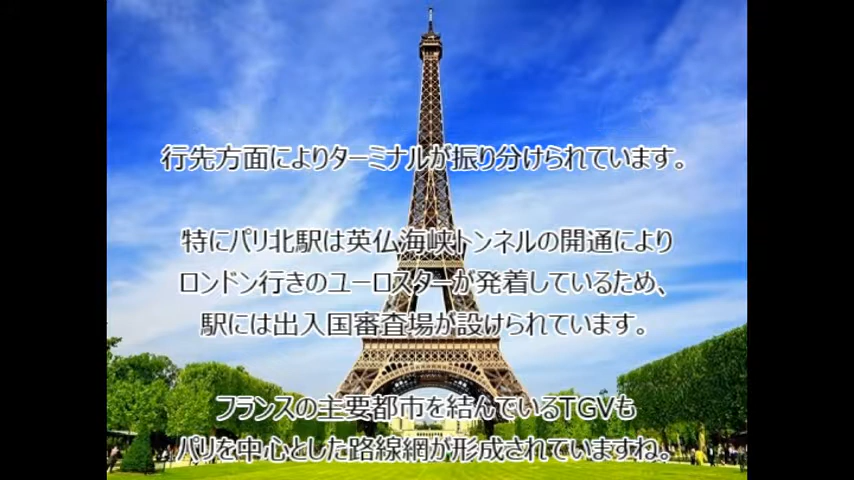 行先方面によりターミナルが振り分けられています。
特にパリ北駅は英仏海峡トンネルの開通により
ロンドン行きのユーロスターが発着しているため、
駅には出入国審査場が設けられています。
フランスの主要都市を結んでいるTGVも
パリを中心とした路線網が形成されていますね。